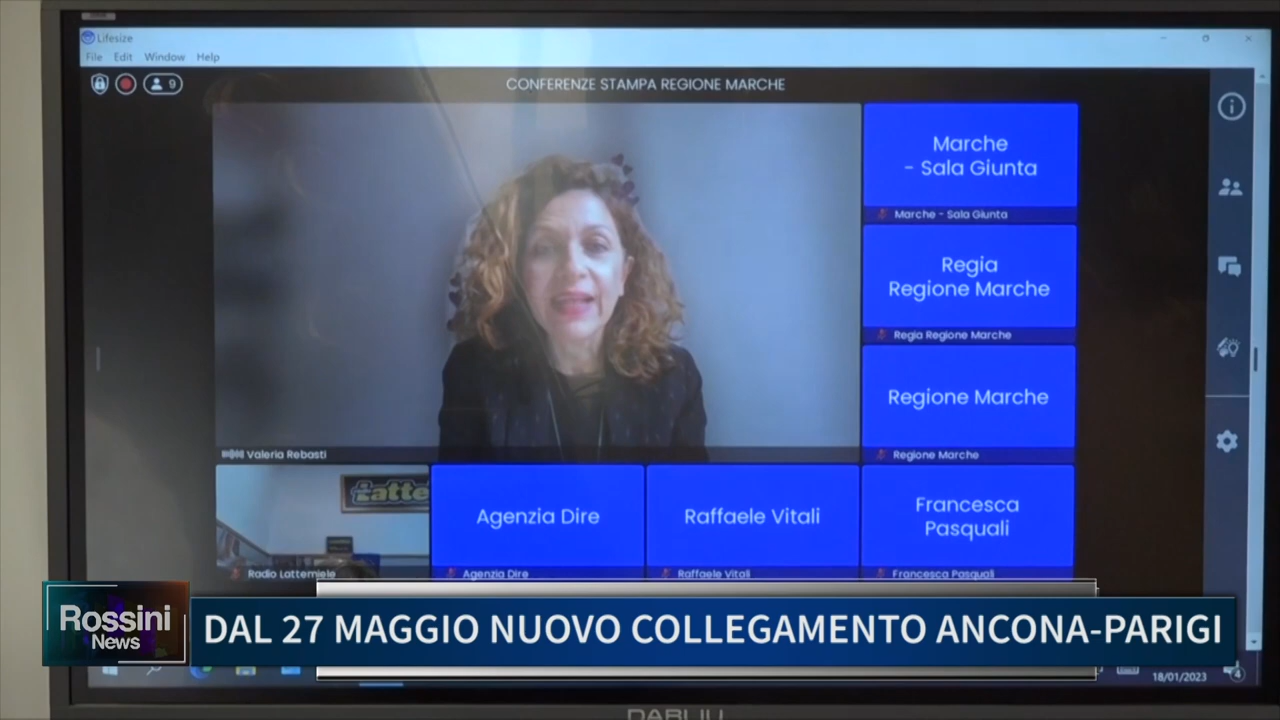 Lifesize
File Edit Window Help
9
CONFERENZE STAMPA REGIONE MARCHE
Marche
- Sala Giunta
Marche - Sala Giunta
Regia
Regione Marche
Regia Regione Marche
Regione Marche
Regione Marche
Valeria Rebasti
Latte
Radio Lattemiele
Agenzia Dire
Agenzia Dire
Raffaele Vitali
Raffaele Vitali
Francesca
Pasquali
Francesca Pasquali
Rossini
News
DAL 27 MAGGIO NUOVO COLLEGAMENTO ANCONA-PARIGI
18/01/2023
4